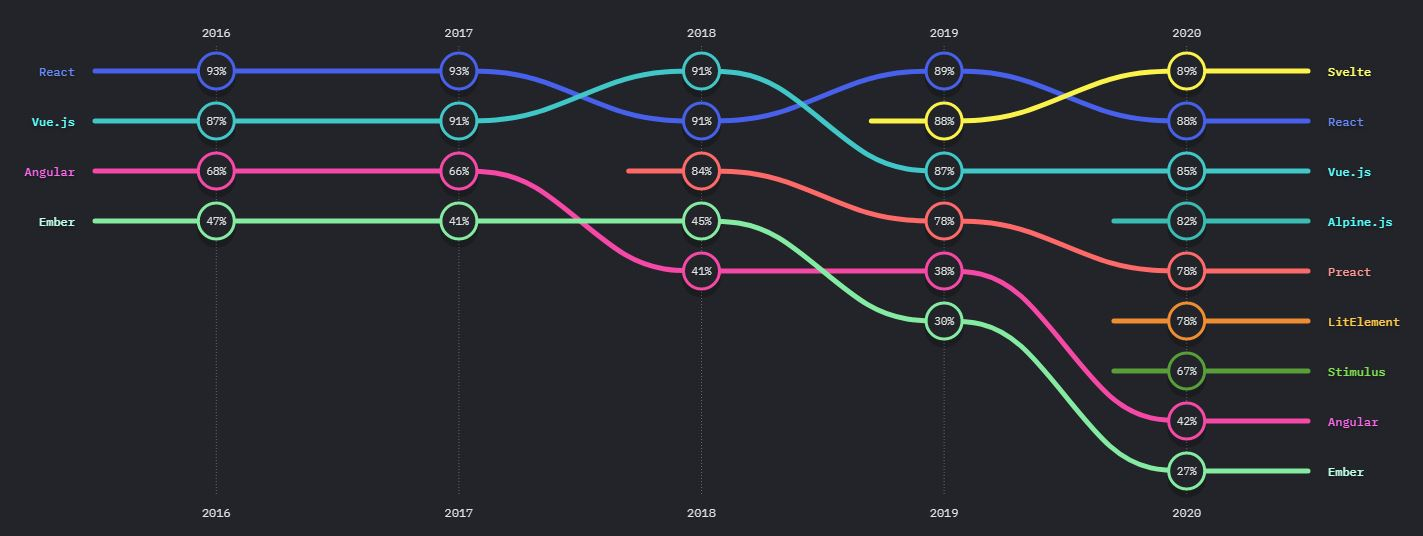 2016 2017 2018 2019 2020
React 93% 93% 91% 89% 89% Svelte
Vue.js 87% 91% 91% 88% 88% React
Angular 68% 66% 84% 87% 85% Vue.js
Ember 47% 41% 45% 78% 82% Alpine.js
41% 38% 78% Preact
30% 78% LitElement
67% Stimulus
42% Angular
27% Ember
2016 2017 2018 2019 2020